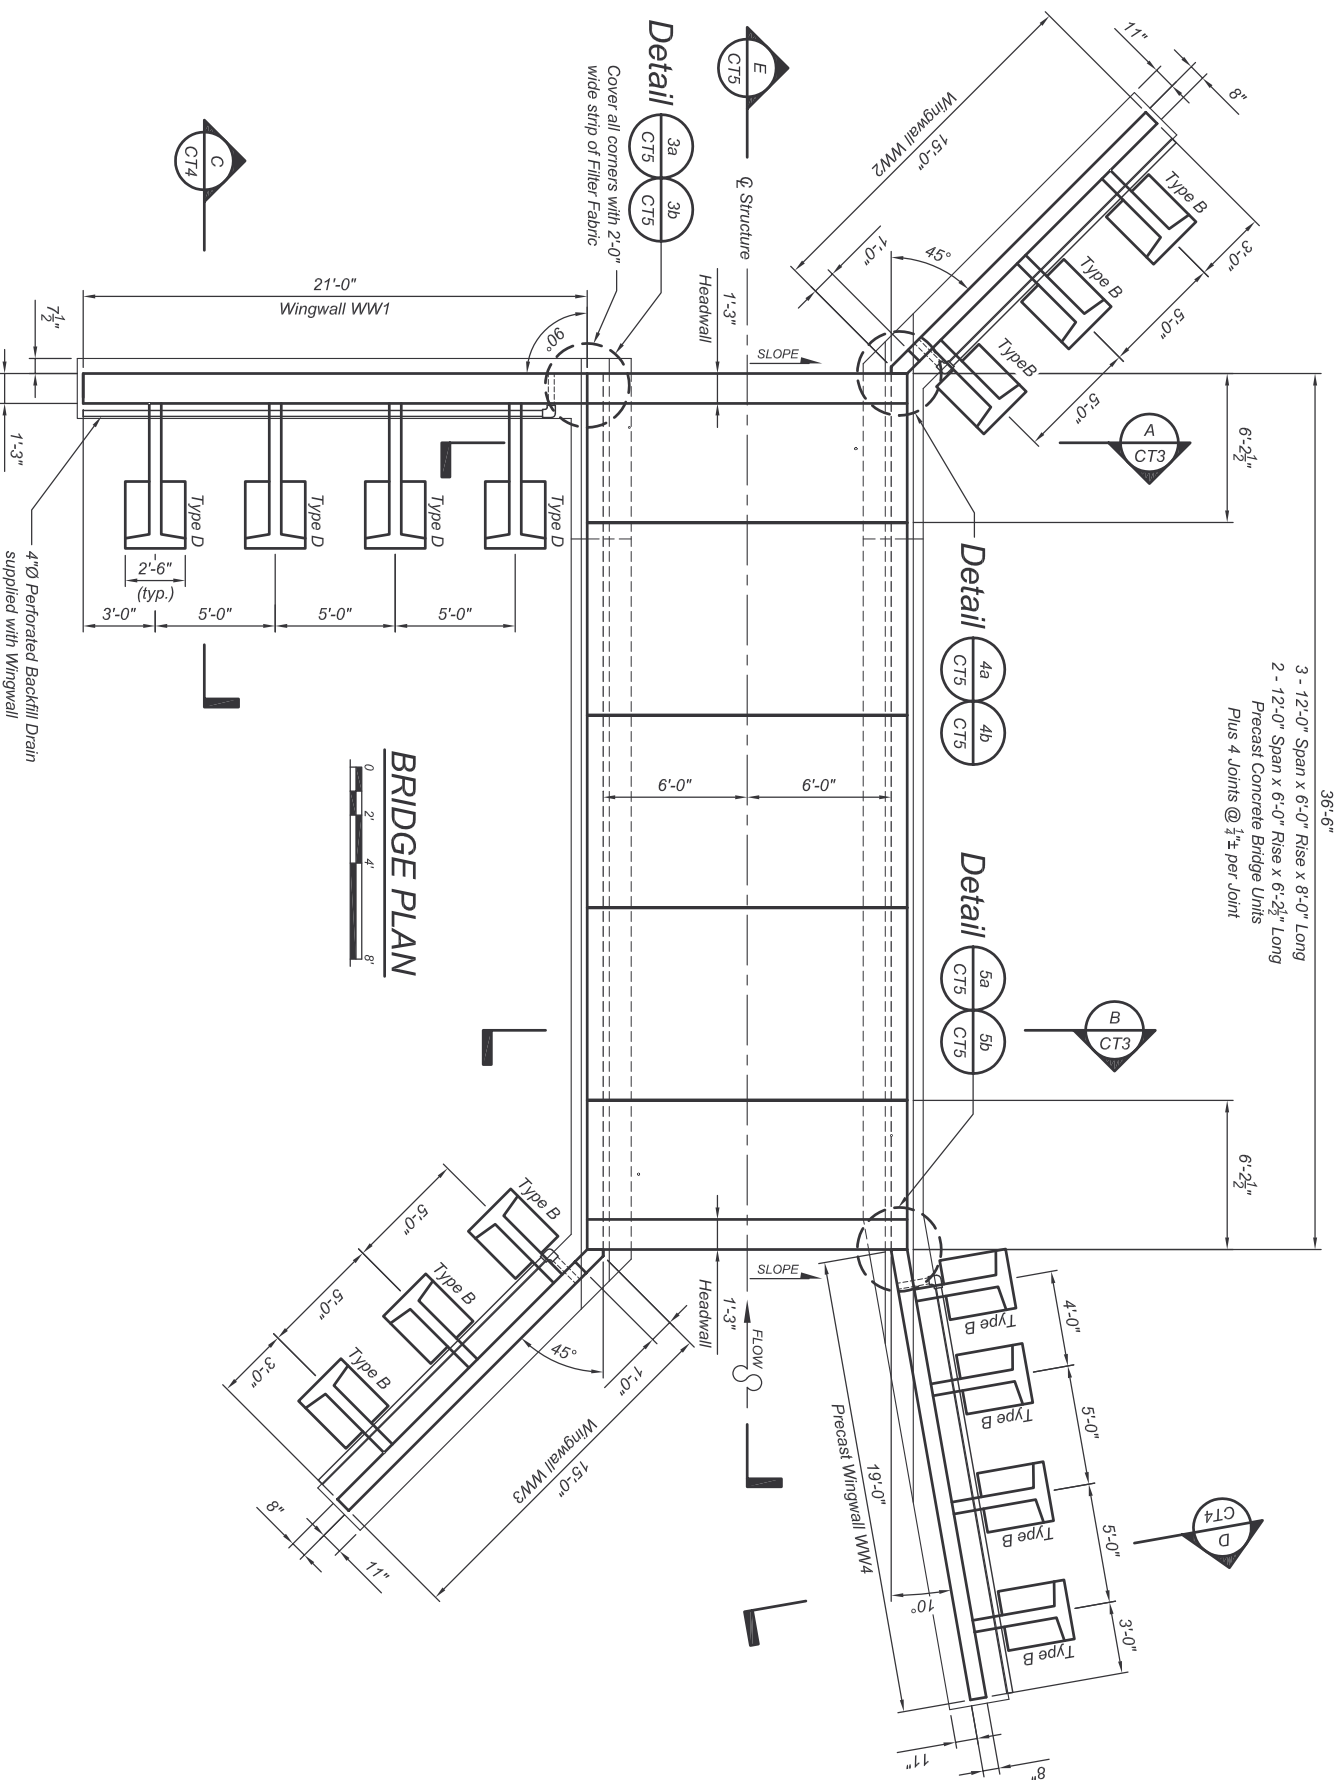 36'-6"
3 - 12'-0" Span x 6'-0" Rise x 8'-0" Long
2 - 12'-0" Span x 6'-0" Rise x 6'-2½" Long
Precast Concrete Bridge Units
Plus 4 Joints @ ¼"± per Joint
6'-2½"
6'-2½"
A
CT3
B
CT3
D
CT4
C
CT4
E
CT5
11"
8"
15'-0"
Wingwall WW2
1'-0"
45°
Type B
Type B
TypeB
3'-0"
5'-0"
5'-0"
Detail
3a
CT5
3b
CT5
Cover all corners with 2'-0"
wide strip of Filter Fabric
℄ Structure
1'-3"
Headwall
SLOPE
Detail
4a
CT5
4b
CT5
Detail
5a
CT5
5b
CT5
6'-0"
6'-0"
21'-0"
Wingwall WW1
90°
7½"
1'-3"
Type D
Type D
Type D
Type D
2'-6"
(typ.)
3'-0"
5'-0"
5'-0"
5'-0"
4"Ø Perforated Backfill Drain
supplied with Wingwall
BRIDGE PLAN
0
2'
4'
8'
SLOPE
1'-3"
Headwall
FLOW
Type B
Type B
Type B
5'-0"
5'-0"
3'-0"
45°
1'-0"
15'-0"
Wingwall WW3
8"
11"
Type B
Type B
Type B
Type B
4'-0"
5'-0"
5'-0"
3'-0"
19'-0"
Precast Wingwall WW4
10°
11"
8"